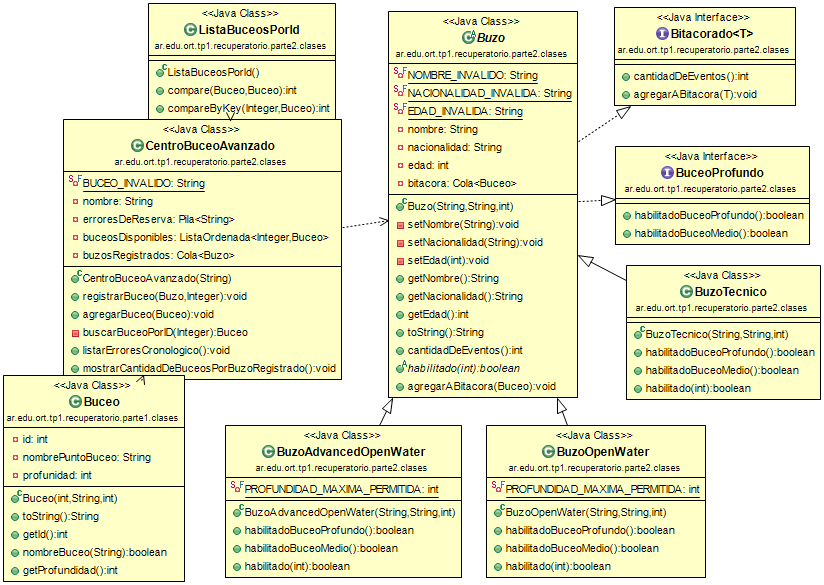 <<Java Class>>
ListaBuceosPorId
ar.edu.ort.tp1.recuperatorio.parte2.clases
ListaBuceosPorId()
compare(Buceo,Buceo):int
compareByKey(Integer,Buceo):int
<<Java Class>>
CentroBuceoAvanzado
ar.edu.ort.tp1.recuperatorio.parte2.clases
BUCEO_INVALIDO: String
nombre: String
erroresDeReserva: Pila<String>
buceosDisponibles: ListaOrdenada<Integer,Buceo>
buzosRegistrados: Cola<Buzo>
CentroBuceoAvanzado(String)
registrarBuceo(Buzo,Integer):void
agregarBuceo(Buceo):void
buscarBuceoPorID(Integer):Buceo
listarErroresCronologico():void
mostrarCantidadDeBuceosPorBuzoRegistrado():void
<<Java Class>>
Buceo
ar.edu.ort.tp1.recuperatorio.parte1.clases
id: int
nombrePuntoBuceo: String
profunidad: int
Buceo(int,String,int)
toString():String
getId():int
nombreBuceo(String):boolean
getProfundidad():int
<<Java Class>>
Buzo
ar.edu.ort.tp1.recuperatorio.parte2.clases
NOMBRE_INVALIDO: String
NACIONALIDAD_INVALIDA: String
EDAD_INVALIDA: String
nombre: String
nacionalidad: String
edad: int
bitacora: Cola<Buceo>
Buzo(String,String,int)
setNombre(String):void
setNacionalidad(String):void
setEdad(int):void
getNombre():String
getNacionalidad():String
getEdad():int
toString():String
cantidadDeEventos():int
habilitado(int):boolean
agregarABitacora(Buceo):void
<<Java Interface>>
Bitacorado<T>
ar.edu.ort.tp1.recuperatorio.parte2.clases
cantidadDeEventos():int
agregarABitacora(T):void
<<Java Interface>>
BuceoProfundo
ar.edu.ort.tp1.recuperatorio.parte2.clases
habilitadoBuceoProfundo():boolean
habilitadoBuceoMedio():boolean
<<Java Class>>
BuzoTecnico
ar.edu.ort.tp1.recuperatorio.parte2.clases
BuzoTecnico(String,String,int)
habilitadoBuceoProfundo():boolean
habilitadoBuceoMedio():boolean
habilitado(int):boolean
<<Java Class>>
BuzoAdvancedOpenWater
ar.edu.ort.tp1.recuperatorio.parte2.clases
PROFUNDIDAD_MAXIMA_PERMITIDA: int
BuzoAdvancedOpenWater(String,String,int)
habilitadoBuceoProfundo():boolean
habilitadoBuceoMedio():boolean
habilitado(int):boolean
<<Java Class>>
BuzoOpenWater
ar.edu.ort.tp1.recuperatorio.parte2.clases
PROFUNDIDAD_MAXIMA_PERMITIDA: int
BuzoOpenWater(String,String,int)
habilitadoBuceoProfundo():boolean
habilitadoBuceoMedio():boolean
habilitado(int):boolean